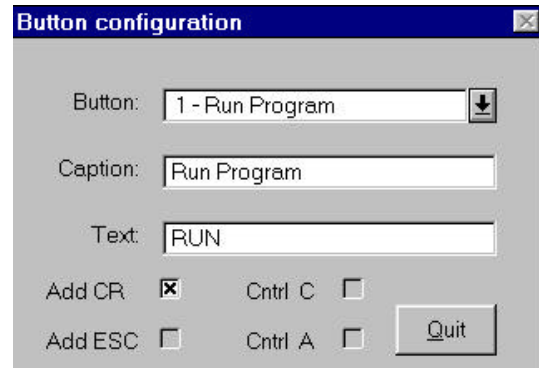 Button configuration
Button: 1 - Run Program
Caption: Run Program
Text: RUN
Add CR Cntrl C
Add ESC Cntrl A Quit